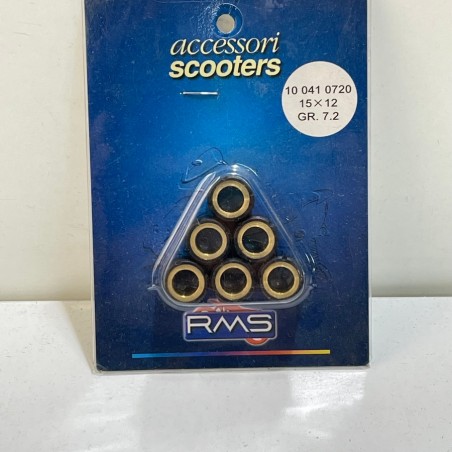 accessori
scooters
10 041 0720
15×12
GR. 7.2
RMS